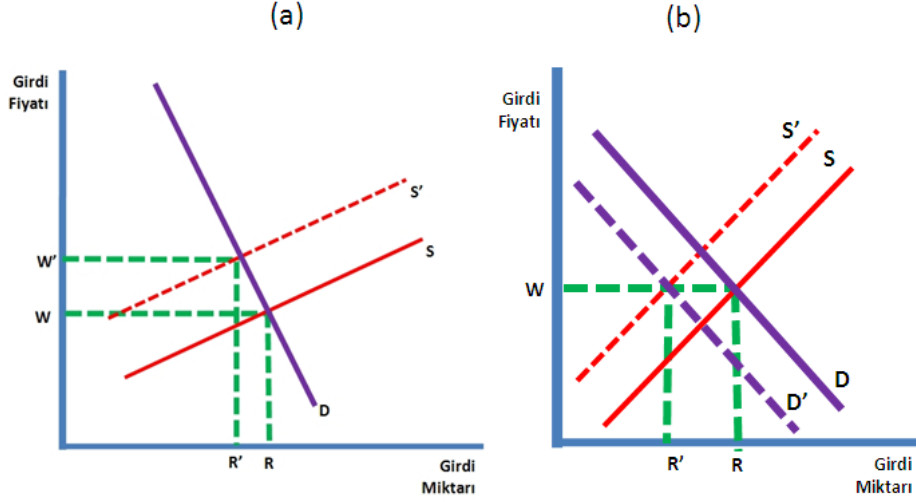 (a)
Girdi
Fiyatı
S'
S
W'
W
D
R'
R
Girdi
Miktarı
(b)
Girdi
Fiyatı
S'
S
W
D
D'
R'
R
Girdi
Miktarı